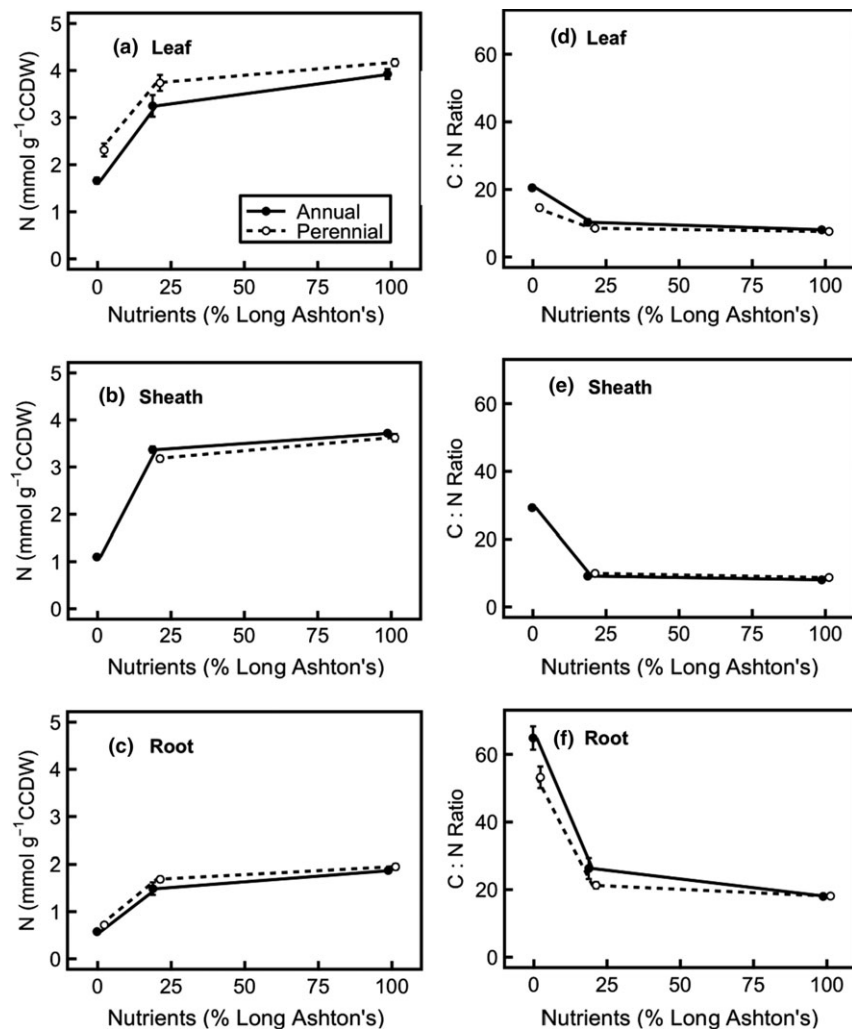 (a) Leaf
5
4
3
2
1
0
N (mmol g⁻¹CCDW)
Annual
Perennial
0 25 50 75 100
Nutrients (% Long Ashton's)
(d) Leaf
60
40
20
0
C : N Ratio
0 25 50 75 100
Nutrients (% Long Ashton's)
(b) Sheath
5
4
3
2
1
0
N (mmol g⁻¹CCDW)
0 25 50 75 100
Nutrients (% Long Ashton's)
(e) Sheath
60
40
20
0
C : N Ratio
0 25 50 75 100
Nutrients (% Long Ashton's)
(c) Root
5
4
3
2
1
0
N (mmol g⁻¹CCDW)
0 25 50 75 100
Nutrients (% Long Ashton's)
(f) Root
60
40
20
0
C : N Ratio
0 25 50 75 100
Nutrients (% Long Ashton's)